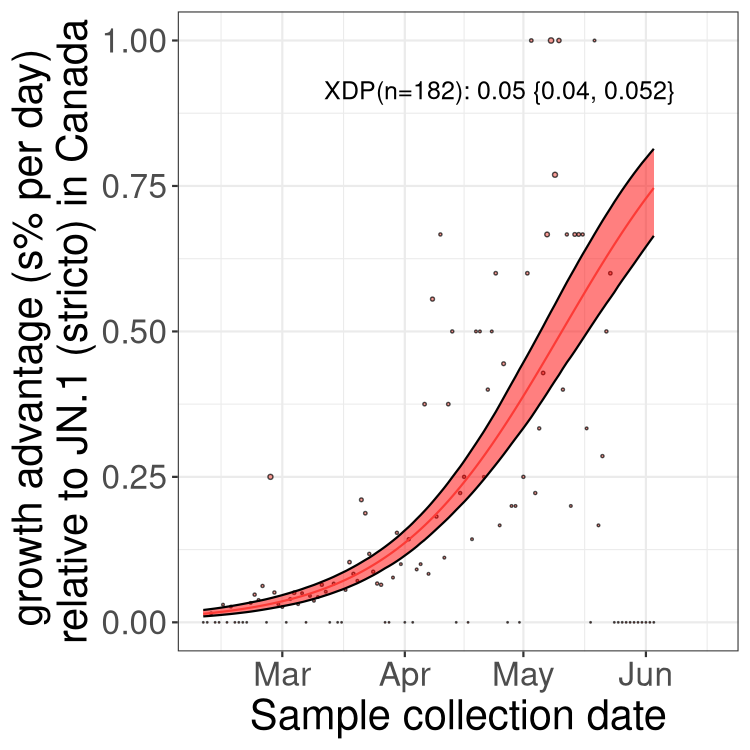 growth advantage (s% per day)
relative to JN.1 (stricto) in Canada
1.00
0.75
0.50
0.25
0.00
XDP(n=182): 0.05 {0.04, 0.052}
Mar Apr May Jun
Sample collection date